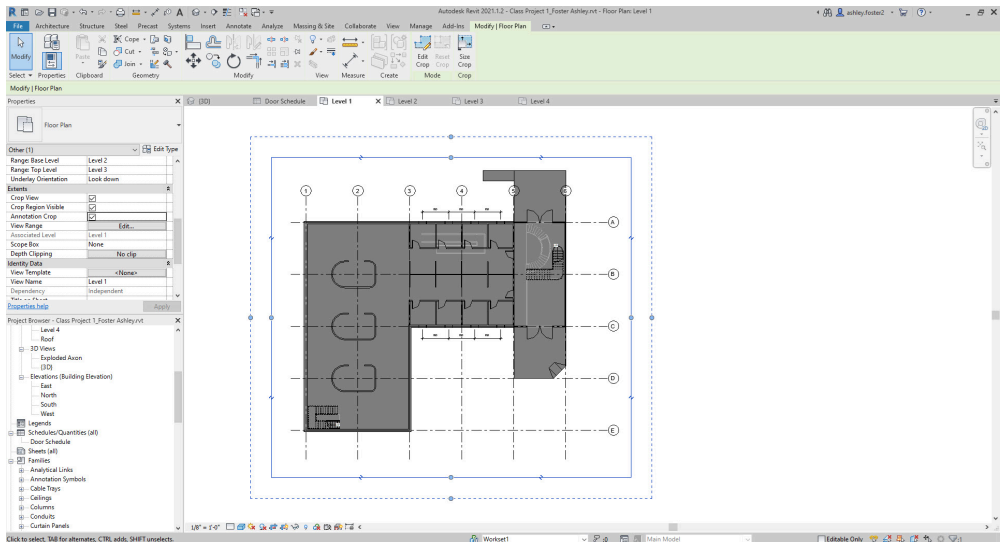 Autodesk Revit 2021.1.2 - Class Project 1_Foster Ashley.rvt - Floor Plan: Level 1
ashley.foster2
File Architecture Structure Steel Precast Systems Insert Annotate Analyze Massing & Site Collaborate View Manage Add-Ins Modify | Floor Plan
Modify
Paste
Cope
Cut
Join
Edit Crop
Reset Crop
Size Crop
Select Properties Clipboard Geometry Modify View Measure Create Mode Crop
Modify | Floor Plan
Properties
{3D} Door Schedule Level 1 Level 2 Level 3 Level 4
Floor Plan
Other (1) Edit Type
Range: Base Level Level 2
Range: Top Level Level 3
Underlay Orientation Look down
Extents
Crop View
Crop Region Visible
Annotation Crop
View Range Edit...
Associated Level Level 1
Scope Box None
Depth Clipping No clip
Identity Data
View Template <None>
View Name Level 1
Dependency Independent
Properties help Apply
Project Browser - Class Project 1_Foster Ashley.rvt
Level 4
Roof
3D Views
Exploded Axon
{3D}
Elevations (Building Elevation)
East
North
South
West
Legends
Schedules/Quantities (all)
Door Schedule
Sheets (all)
Families
Analytical Links
Annotation Symbols
Cable Trays
Ceilings
Columns
Conduits
Curtain Panels
1 2 3 4 5 6
A
B
C
D
E
1/8" = 1'-0"
Click to select, TAB for alternates, CTRL adds, SHIFT unselects.
Workset1
:0
Main Model
Editable Only